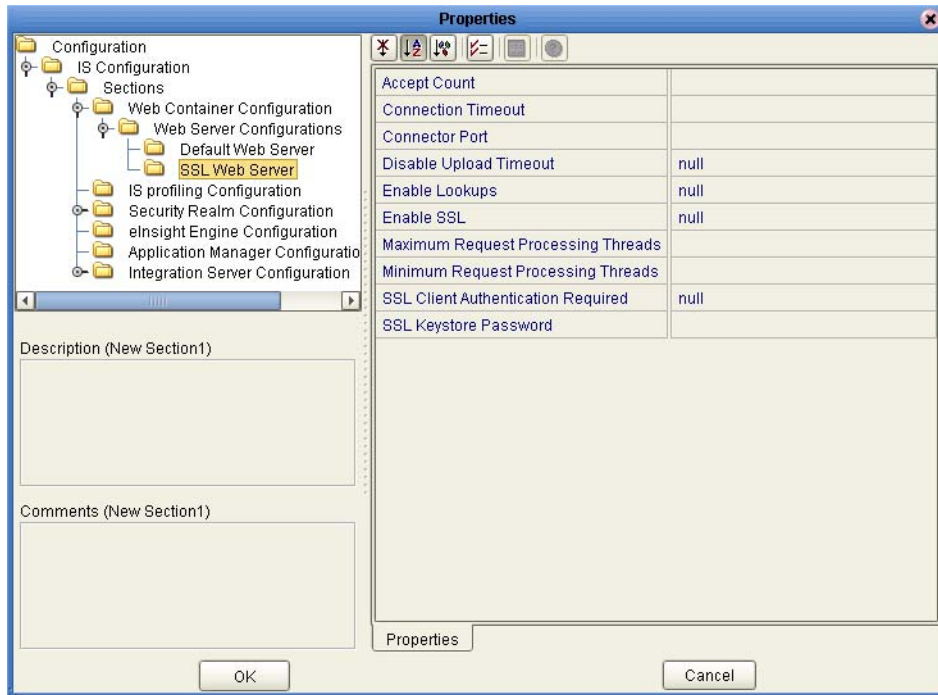 Properties
Configuration
IS Configuration
Sections
Web Container Configuration
Web Server Configurations
Default Web Server
SSL Web Server
IS profiling Configuration
Security Realm Configuration
eInsight Engine Configuration
Application Manager Configuratio
Integration Server Configuration
Description (New Section1)
Comments (New Section1)
Accept Count
Connection Timeout
Connector Port
Disable Upload Timeout null
Enable Lookups null
Enable SSL null
Maximum Request Processing Threads
Minimum Request Processing Threads
SSL Client Authentication Required null
SSL Keystore Password
Properties
OK
Cancel